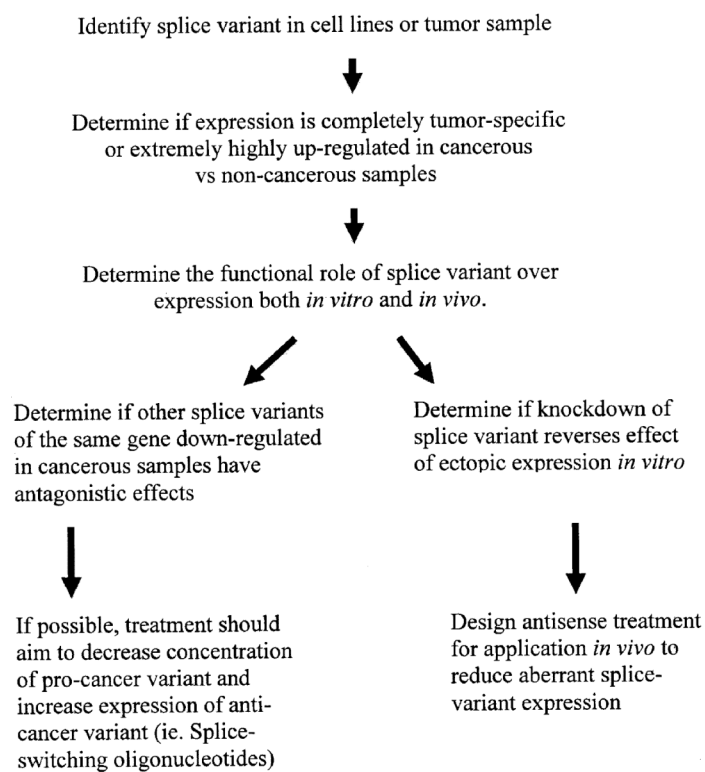 Identify splice variant in cell lines or tumor sample
Determine if expression is completely tumor-specific
or extremely highly up-regulated in cancerous
vs non-cancerous samples
Determine the functional role of splice variant over
expression both in vitro and in vivo.
Determine if other splice variants
of the same gene down-regulated
in cancerous samples have
antagonistic effects
Determine if knockdown of
splice variant reverses effect
of ectopic expression in vitro
If possible, treatment should
aim to decrease concentration
of pro-cancer variant and
increase expression of anti-
cancer variant (ie. Splice-
switching oligonucleotides)
Design antisense treatment
for application in vivo to
reduce aberrant splice-
variant expression